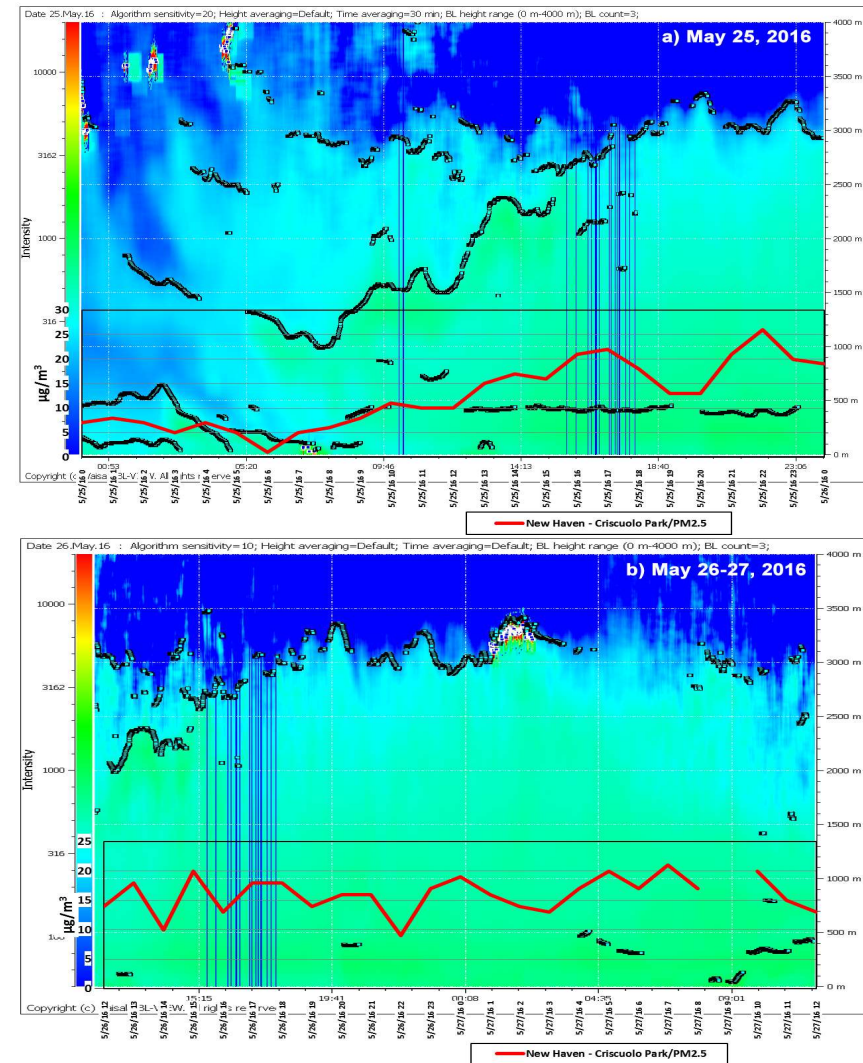 Date 25.May.16 : Algorithm sensitivity=20; Height averaging=Default; Time averaging=30 min; BL height range (0 m-4000 m); BL count=3;
a) May 25, 2016
4000 m
3500 m
3000 m
2500 m
2000 m
1500 m
1000 m
500 m
0 m
10000
3162
1000
316
Intensity
30
25
20
15
10
5
0
µg/m³
00:53
05:20
09:46
14:13
18:40
23:06
5/25/16 0
5/25/16 1
5/25/16 2
5/25/16 3
5/25/16 4
5/25/16 5
5/25/16 6
5/25/16 7
5/25/16 8
5/25/16 9
5/25/16 10
5/25/16 11
5/25/16 12
5/25/16 13
5/25/16 14
5/25/16 15
5/25/16 16
5/25/16 17
5/25/16 18
5/25/16 19
5/25/16 20
5/25/16 21
5/25/16 22
5/25/16 23
5/26/16 0
New Haven - Criscuolo Park/PM2.5
Date 26.May.16 : Algorithm sensitivity=10; Height averaging=Default; Time averaging=Default; BL height range (0 m-4000 m); BL count=3;
b) May 26-27, 2016
4000 m
3500 m
3000 m
2500 m
2000 m
1500 m
1000 m
500 m
0 m
10000
3162
1000
316
Intensity
25
20
15
10
5
0
µg/m³
15:15
19:41
00:08
04:35
09:01
Copyright (c)
5/26/16 12
5/26/16 13
5/26/16 14
5/26/16 15
5/26/16 16
5/26/16 17
5/26/16 18
5/26/16 19
5/26/16 20
5/26/16 21
5/26/16 22
5/26/16 23
5/27/16 0
5/27/16 1
5/27/16 2
5/27/16 3
5/27/16 4
5/27/16 5
5/27/16 6
5/27/16 7
5/27/16 8
5/27/16 9
5/27/16 10
5/27/16 11
5/27/16 12
New Haven - Criscuolo Park/PM2.5